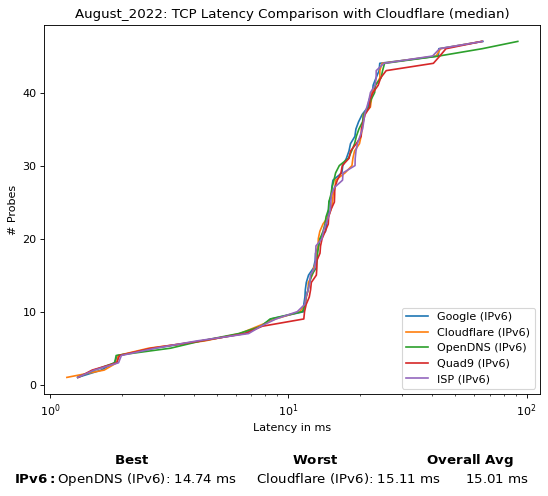 August_2022: TCP Latency Comparison with Cloudflare (median)
# Probes
40
30
20
10
0
Google (IPv6)
Cloudflare (IPv6)
OpenDNS (IPv6)
Quad9 (IPv6)
ISP (IPv6)
10⁰ 10¹ 10²
Latency in ms
Best Worst Overall Avg
IPv6: OpenDNS (IPv6): 14.74 ms Cloudflare (IPv6): 15.11 ms 15.01 ms